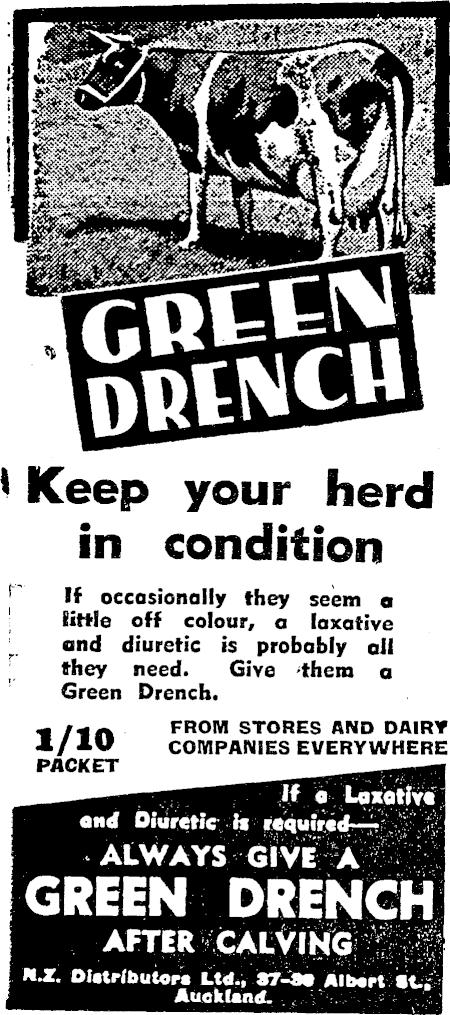 GREEN
DRENCH
Keep your herd
in condition
If occasionally they seem a
little off colour, a laxative
and diuretic is probably all
they need. Give them a
Green Drench.
1/10
PACKET
FROM STORES AND DAIRY
COMPANIES EVERYWHERE
If a Laxative
and Diuretic is required—
ALWAYS GIVE A
GREEN DRENCH
AFTER CALVING
N.Z. Distributors Ltd., 37-39 Albert St.,
Auckland.